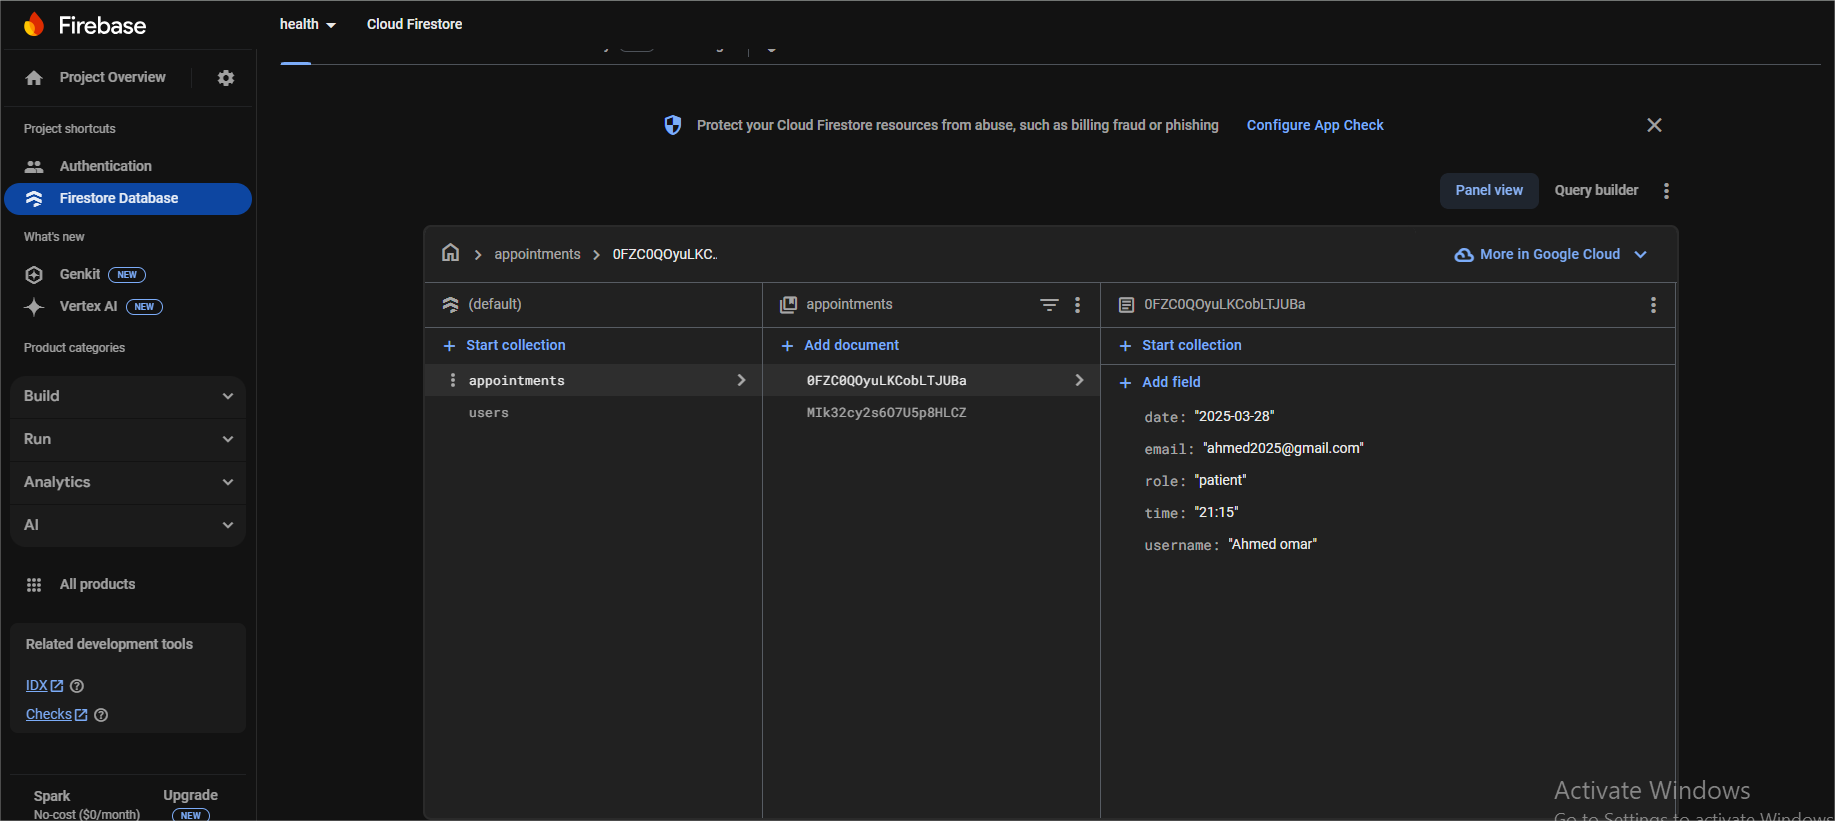 Firebase
health
Cloud Firestore
Project Overview
Project shortcuts
Authentication
Firestore Database
What's new
Genkit NEW
Vertex AI NEW
Product categories
Build
Run
Analytics
AI
All products
Related development tools
IDX
Checks
Spark
No-cost ($0/month)
Upgrade
NEW
Protect your Cloud Firestore resources from abuse, such as billing fraud or phishing Configure App Check
Panel view Query builder
appointments 0FZC0QOyuLKC..
More in Google Cloud
(default)
Start collection
appointments
users
appointments
Add document
0FZC0QOyuLKCobLTJUBa
MIk32cy2s6O7U5p8HLCZ
0FZC0QOyuLKCobLTJUBa
Start collection
Add field
date: "2025-03-28"
email: "ahmed2025@gmail.com"
role: "patient"
time: "21:15"
username: "Ahmed omar"
Activate Windows
Go to Settings to activate Windows